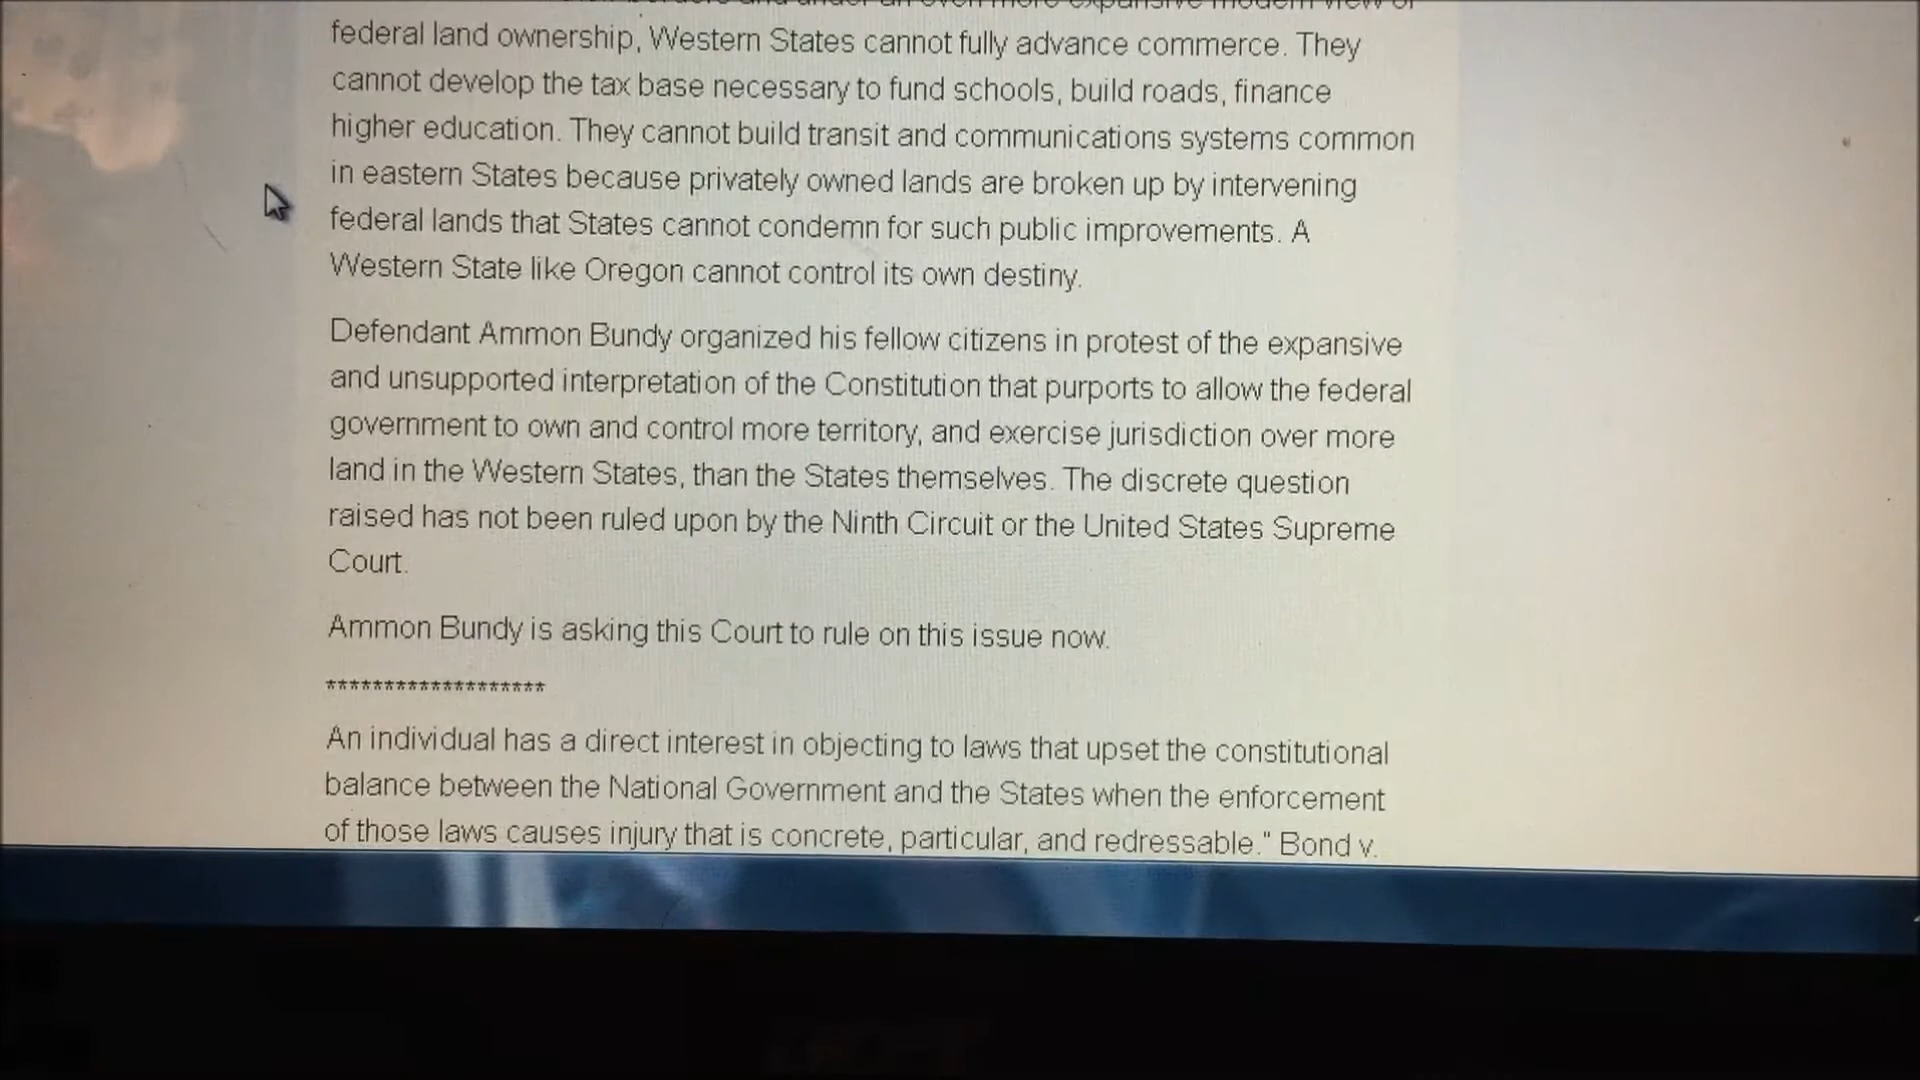 federal land ownership, Western States cannot fully advance commerce. They
cannot develop the tax base necessary to fund schools, build roads, finance
higher education. They cannot build transit and communications systems common
in eastern States because privately owned lands are broken up by intervening
federal lands that States cannot condemn for such public improvements. A
Western State like Oregon cannot control its own destiny.
Defendant Ammon Bundy organized his fellow citizens in protest of the expansive
and unsupported interpretation of the Constitution that purports to allow the federal
government to own and control more territory, and exercise jurisdiction over more
land in the Western States, than the States themselves. The discrete question
raised has not been ruled upon by the Ninth Circuit or the United States Supreme
Court.
Ammon Bundy is asking this Court to rule on this issue now.
*******************
An individual has a direct interest in objecting to laws that upset the constitutional
balance between the National Government and the States when the enforcement
of those laws causes injury that is concrete, particular, and redressable." Bond v.